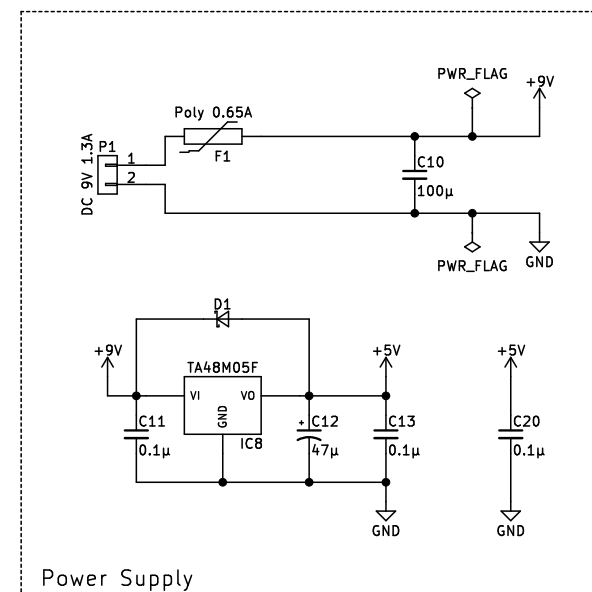 PWR_FLAG
+9V
Poly 0.65A
F1
DC 9V 1.3A
P1
1
2
C10
100µ
PWR_FLAG
GND
D1
+9V
TA48M05F
+5V
+5V
VI
VO
GND
IC8
C11
0.1µ
+
C12
47µ
C13
0.1µ
C20
0.1µ
GND
GND
Power Supply